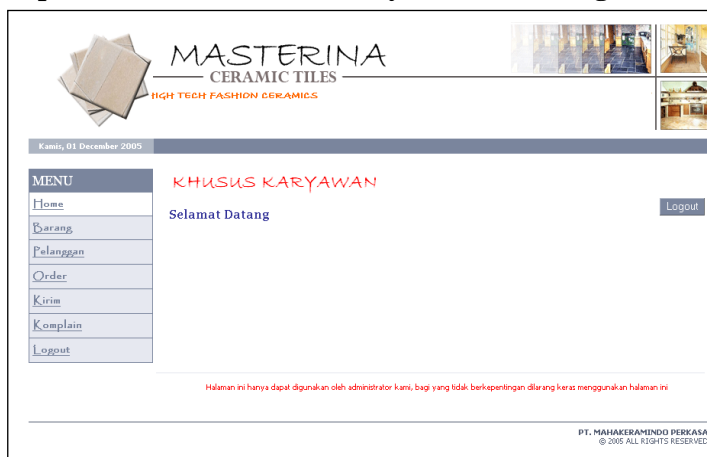 MASTERINA
CERAMIC TILES
HIGH TECH FASHION CERAMICS
Kamis, 01 December 2005
MENU
Home
Barang
Pelanggan
Order
Kirim
Komplain
Logout
KHUSUS KARYAWAN
Selamat Datang
Logout
Halaman ini hanya dapat digunakan oleh administrator kami, bagi yang tidak berkepentingan dilarang keras menggunakan halaman ini
PT. MAHAKERAMINDO PERKASA
© 2005 ALL RIGHTS RESERVED